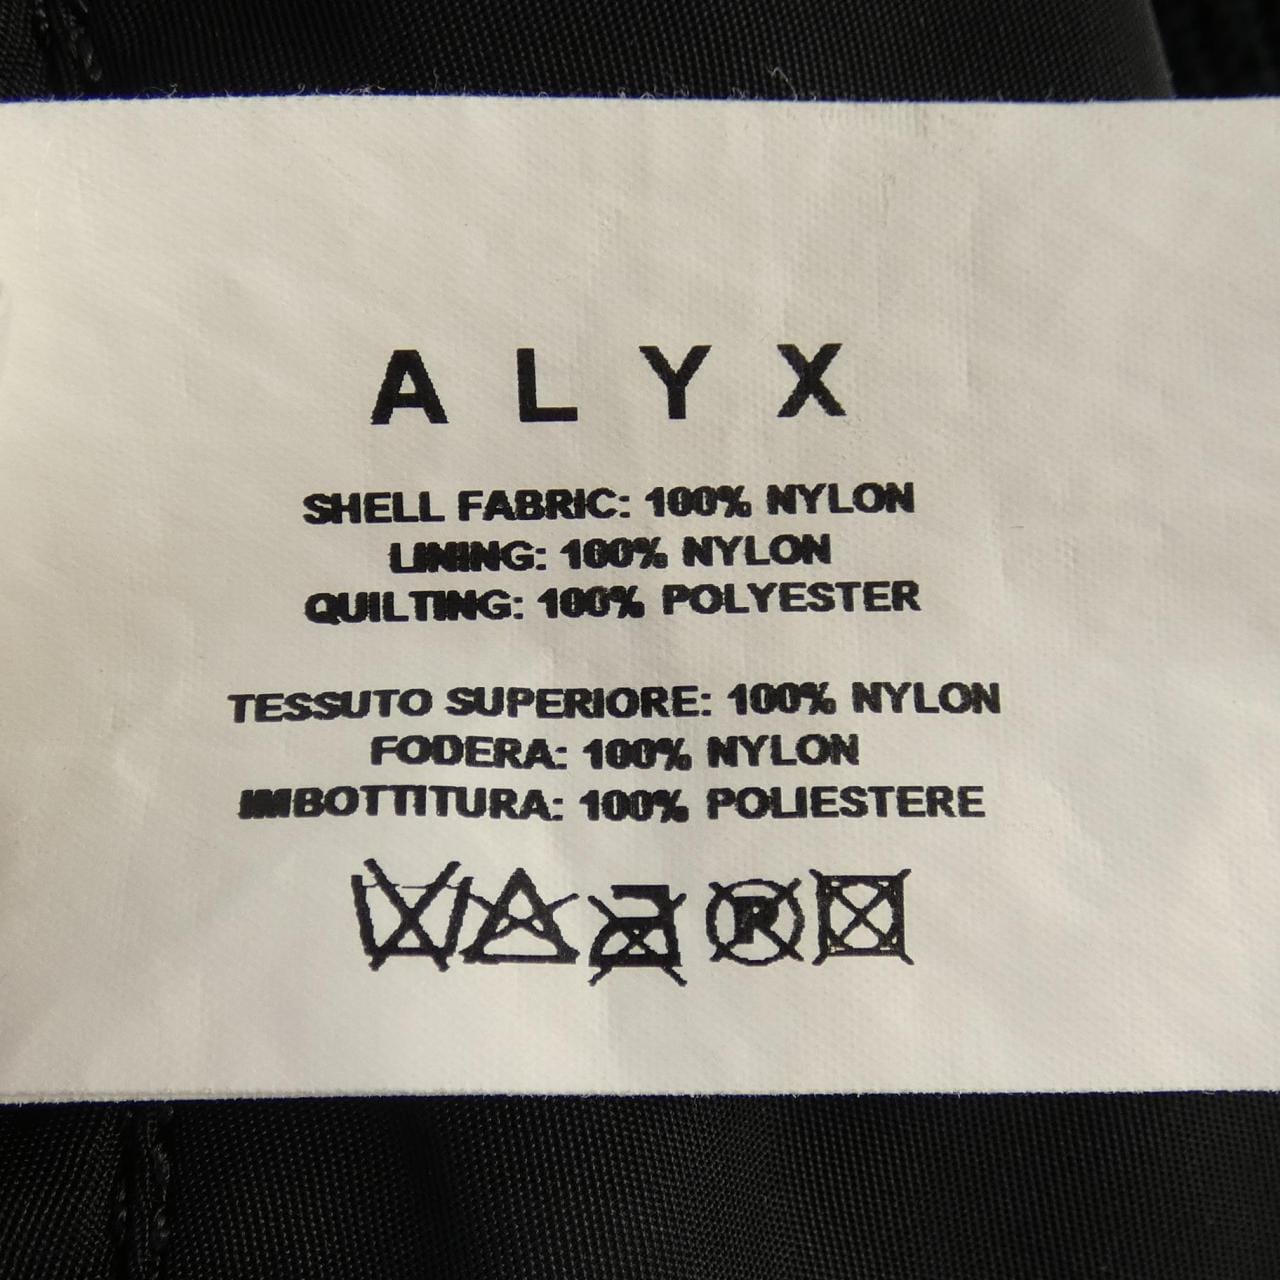 ALYX
SHELL FABRIC: 100% NYLON
LINING: 100% NYLON
QUILTING: 100% POLYESTER
TESSUTO SUPERIORE: 100% NYLON
FODERA: 100% NYLON
IMBOTTITURA: 100% POLIESTERE
P